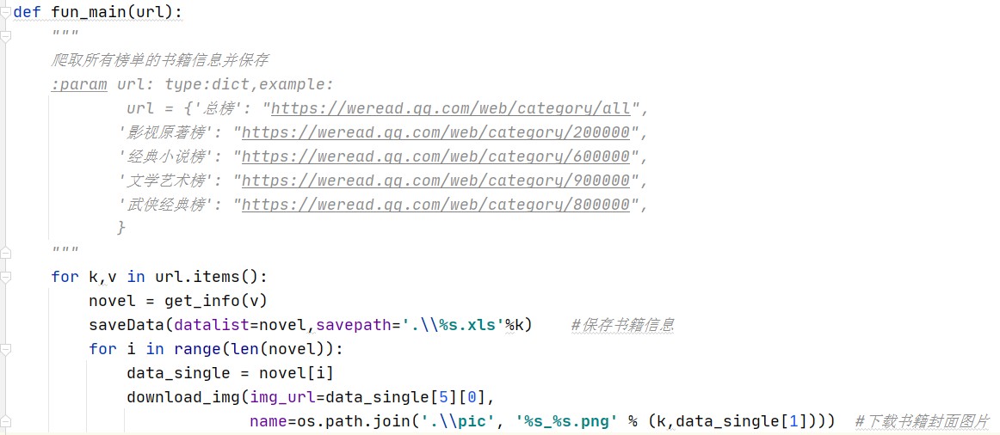 def fun_main(url):
    """
    爬取所有榜单的书籍信息并保存
    :param url: type:dict,example:
            url = {'总榜': "https://weread.qq.com/web/category/all",
           '影视原著榜': "https://weread.qq.com/web/category/200000",
           '经典小说榜': "https://weread.qq.com/web/category/600000",
           '文学艺术榜': "https://weread.qq.com/web/category/900000",
           '武侠经典榜': "https://weread.qq.com/web/category/800000",
           }
    """
    for k,v in url.items():
        novel = get_info(v)
        saveData(datalist=novel,savepath='.\\%s.xls'%k)    #保存书籍信息
        for i in range(len(novel)):
            data_single = novel[i]
            download_img(img_url=data_single[5][0],
                         name=os.path.join('.\\pic', '%s_%s.png' % (k,data_single[1])))  #下载书籍封面图片